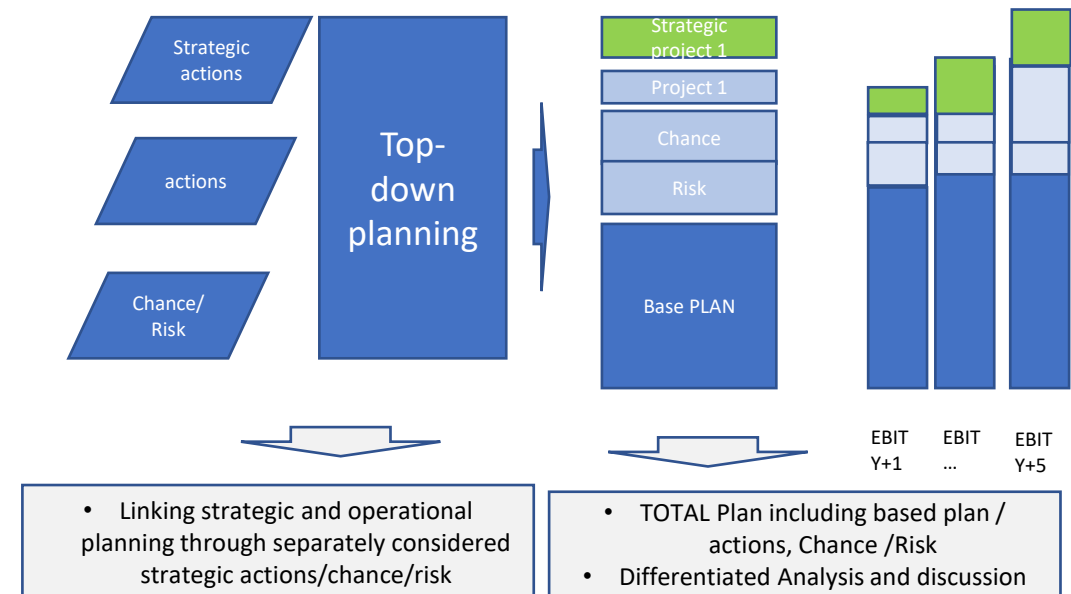 Strategic
actions
actions
Chance/
Risk
Top-
down
planning
Strategic
project 1
Project 1
Chance
Risk
Base PLAN
EBIT
Y+1
EBIT
...
EBIT
Y+5
• Linking strategic and operational
planning through separately considered
strategic actions/chance/risk
• TOTAL Plan including based plan /
actions, Chance /Risk
• Differentiated Analysis and discussion